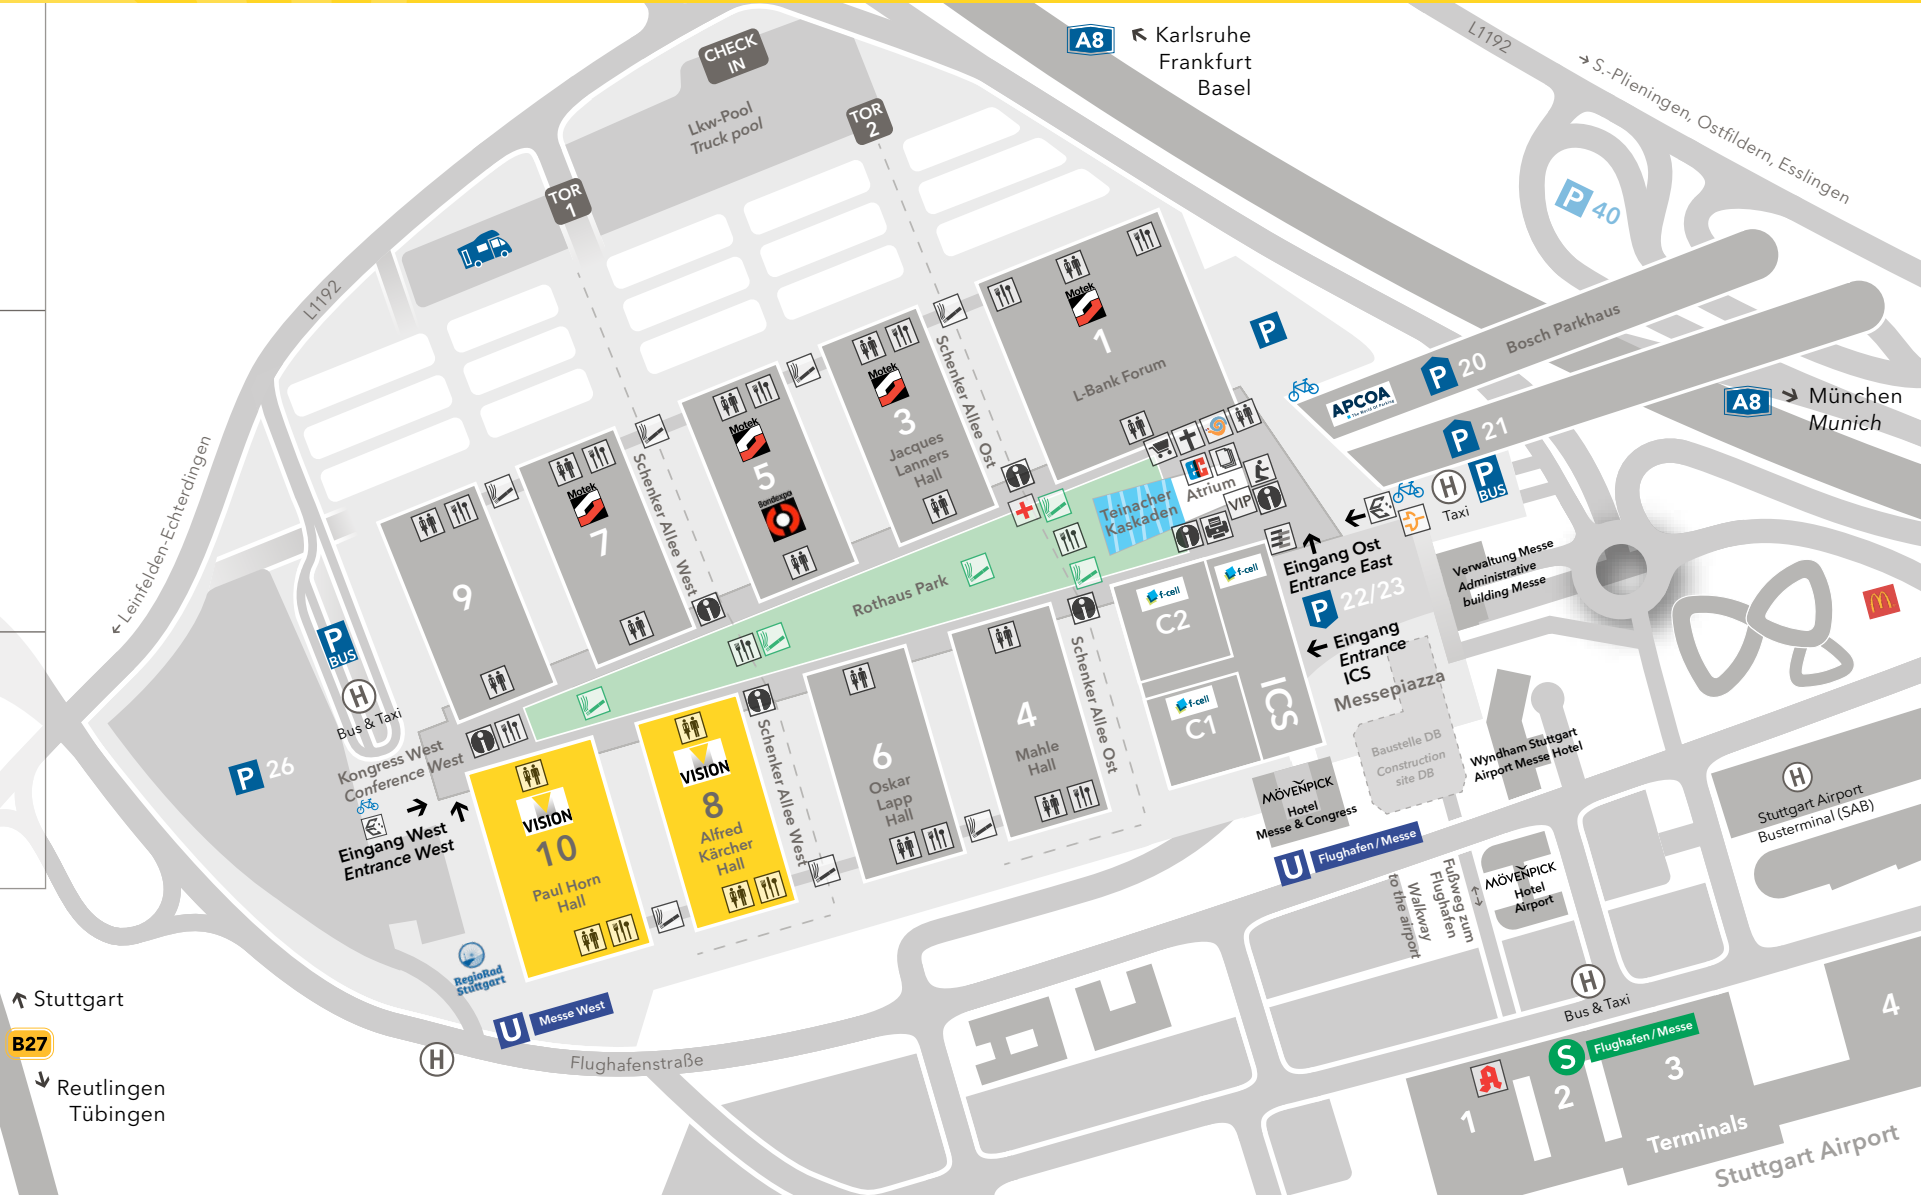 CHECK
IN
Lkw-Pool
Truck pool
TOR
2
TOR
1
A8
Karlsruhe
Frankfurt
Basel
L1192
S.-Plieningen, Ostfildern, Esslingen
P 40
L1192
Leinfelden-Echterdingen
Motek
1
L-Bank Forum
P
Bosch Parkhaus
P 20
APCOA
P 21
A8
München
Munich
Motek
3
Jacques
Lanners
Hall
Schenker Allee Ost
Motek
5
Bondexpo
Motek
7
Schenker Allee West
9
Rothaus Park
Teinacher
Kaskaden
Atrium
EC
VIP
H
Taxi
P
BUS
Eingang Ost
Entrance East
P 22/23
Eingang
Entrance
ICS
Messepiazza
Verwaltung Messe
Administrative
building Messe
f-cell
C2
f-cell
f-cell
C1
ICS
Schenker Allee Ost
4
Mahle
Hall
6
Oskar
Lapp
Hall
Schenker Allee West
VISION
8
Alfred
Kärcher
Hall
VISION
10
Paul Horn
Hall
P
BUS
H
Bus & Taxi
Kongress West
Conference West
P 26
Eingang West
Entrance West
RegioRad
Stuttgart
U Messe West
H
Flughafenstraße
Stuttgart
B27
Reutlingen
Tübingen
Baustelle DB
Construction
site DB
Wyndham Stuttgart
Airport Messe Hotel
MÖVENPICK
Hotel
Messe & Congress
U Flughafen / Messe
Fußweg zum
Flughafen
Walkway
to the airport
MÖVENPICK
Hotel
Airport
H
Stuttgart Airport
Busterminal (SAB)
H
Bus & Taxi
S Flughafen / Messe
1
2
3
4
Terminals
Stuttgart Airport